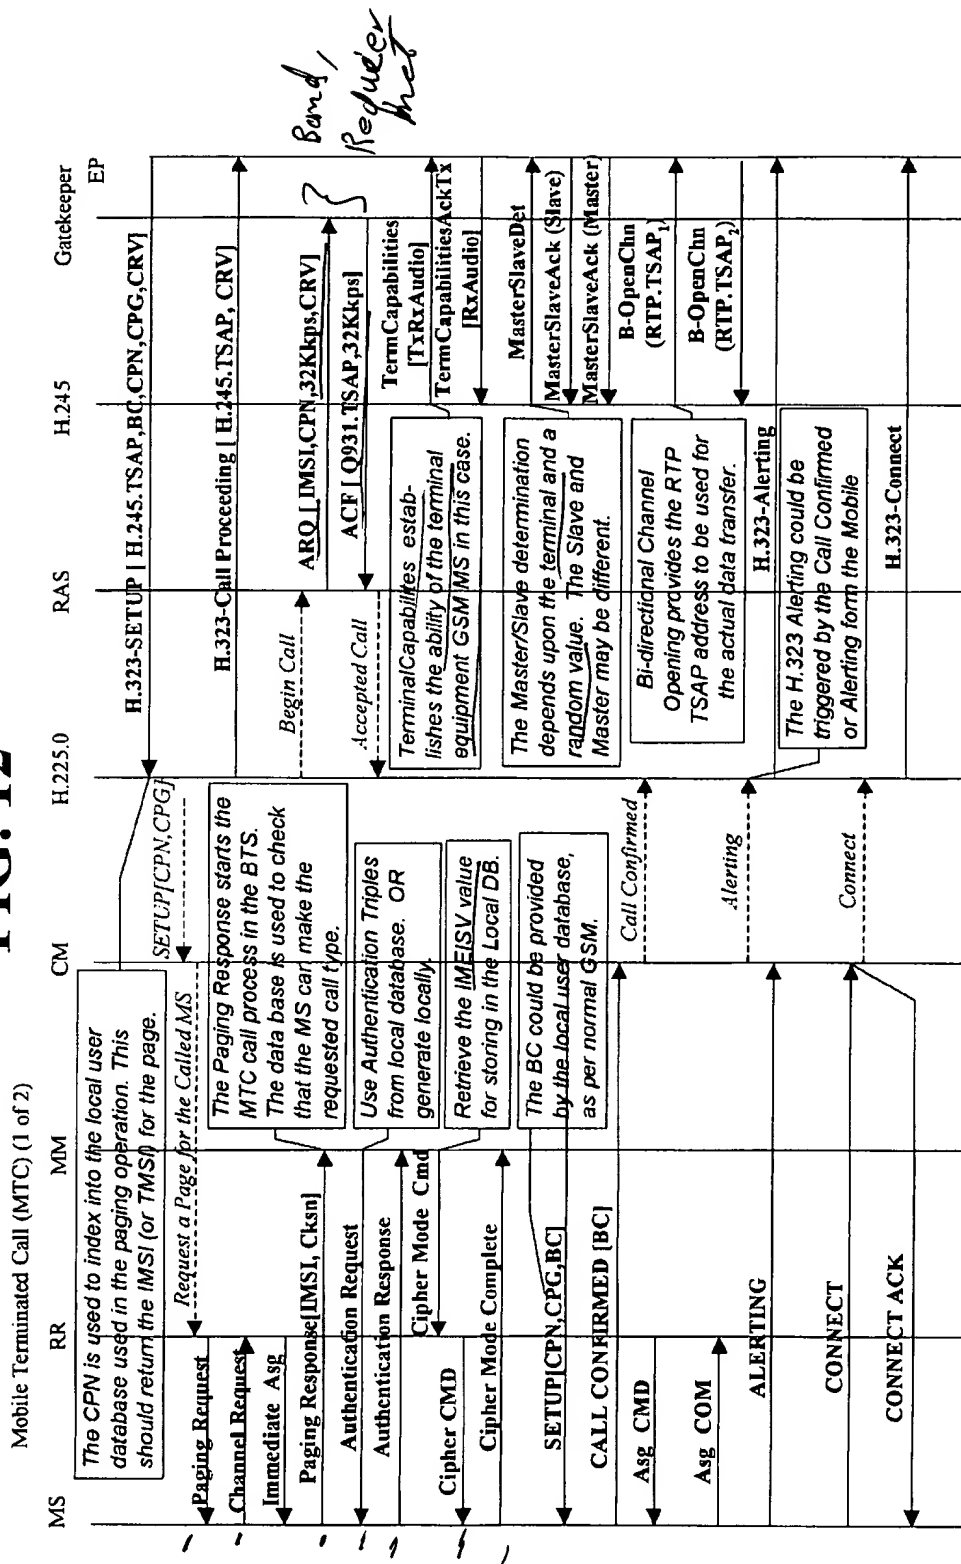 FIG. 12
Mobile Terminated Call (MTC) (1 of 2)
MS
RR
MM
CM
H.225.0
RAS
H.245
Gatekeeper
EP
The CPN is used to index into the local user
database used in the paging operation. This
should return the IMSI (or TMSI) for the page.
H.323-SETUP [ H.245.TSAP,BC,CPN,CPG,CRV]
SETUP[CPN,CPG]
Request a Page for the Called MS
Paging Request
H.323-Call Proceeding [ H.245.TSAP, CRV]
Channel Request
Immediate Asg
The Paging Response starts the
MTC call process in the BTS.
The data base is used to check
that the MS can make the
requested call type.
Begin Call
ARQ [ IMSI,CPN,32Kkps,CRV]
Band,
Reduder
met
Paging Response[IMSI, Cksn]
ACF [ Q931.TSAP,32Kkps]
Accepted Call
Authentication Request
Use Authentication Triples
from local database. OR
generate locally.
Authentication Response
TerminalCapabilites estab-
lishes the ability of the terminal
equipment GSM MS in this case.
TermCapabilities
[TxRxAudio]
TermCapabilitiesAckTx
[RxAudio]
Cipher Mode Cmd
Cipher CMD
Retrieve the IMEISV value
for storing in the Local DB.
Cipher Mode Complete
The Master/Slave determination
depends upon the terminal and a
random value. The Slave and
Master may be different.
MasterSlaveDet
MasterSlaveAck (Slave)
MasterSlaveAck (Master)
The BC could be provided
by the local user database,
as per normal GSM.
SETUP[CPN,CPG,BC]
CALL CONFIRMED [BC]
Call Confirmed
Bi-directional Channel
Opening provides the RTP
TSAP address to be used for
the actual data transfer.
B-OpenChn
(RTP.TSAP1)
B-OpenChn
(RTP.TSAP2)
Asg CMD
Asg COM
ALERTING
Alerting
H.323-Alerting
The H.323 Alerting could be
triggered by the Call Confirmed
or Alerting form the Mobile
CONNECT
Connect
H.323-Connect
CONNECT ACK